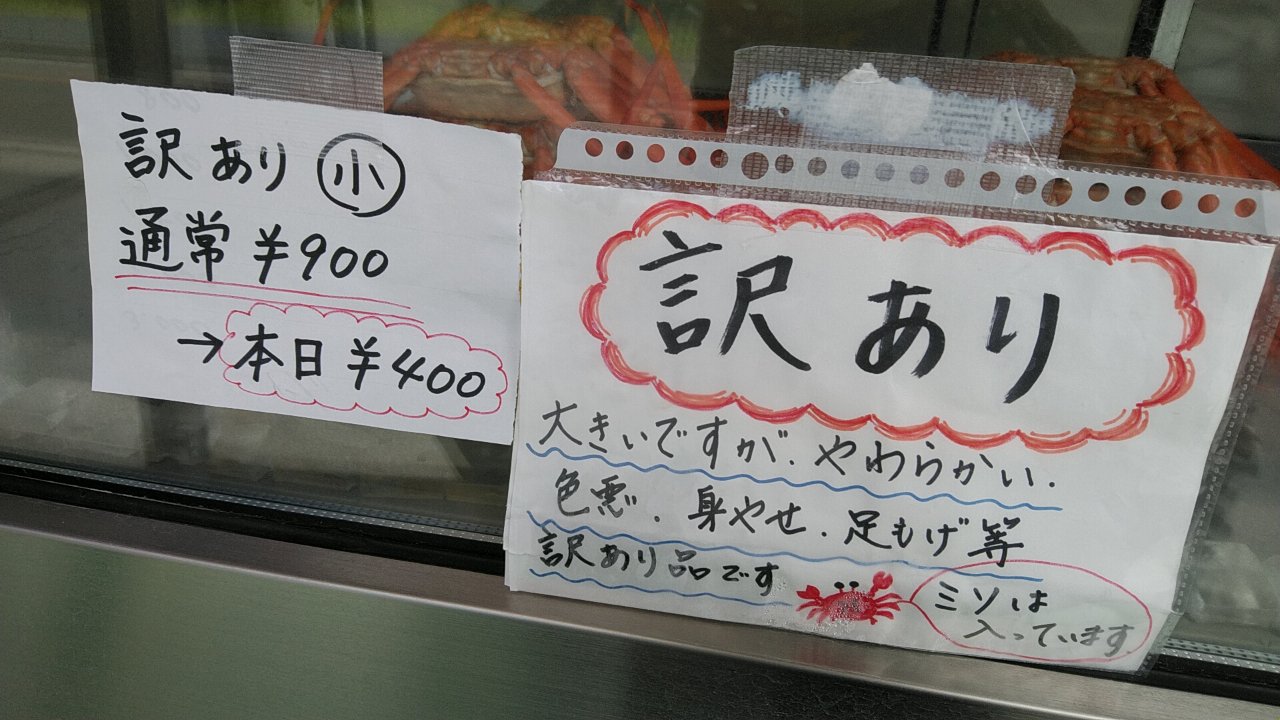 訳あり 小
通常 ¥900
→本日 ¥400
訳あり
大きいですが．やわらかい．
色悪．身やせ．足もげ等
訳あり品です
ミソは
入っています